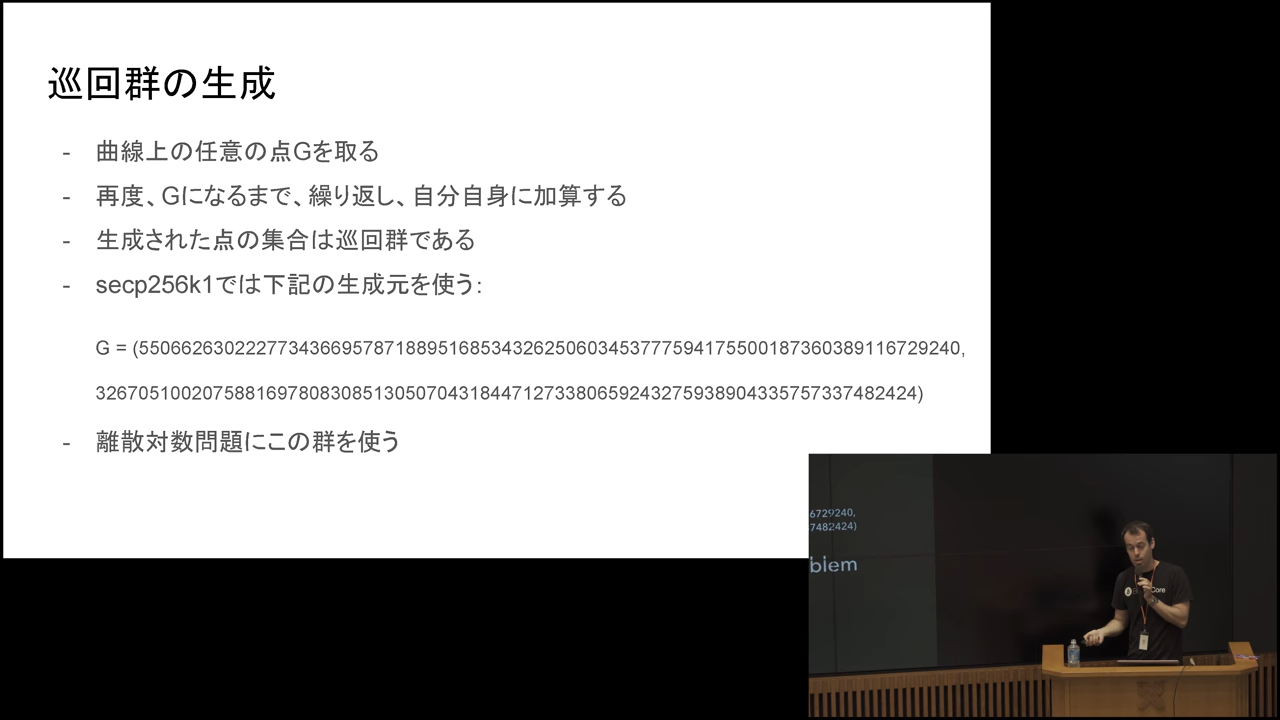 巡回群の生成
- 曲線上の任意の点Gを取る
- 再度、Gになるまで、繰り返し、自分自身に加算する
- 生成された点の集合は巡回群である
- secp256k1では下記の生成元を使う:
G = (550662630222777343669578718895168534326250603453777594175500187360389116729240,
32670510020758816978083085130507043184471273380659243275938904335757337482424)
- 離散対数問題にこの群を使う
6729240,
7482424)
blem
Core